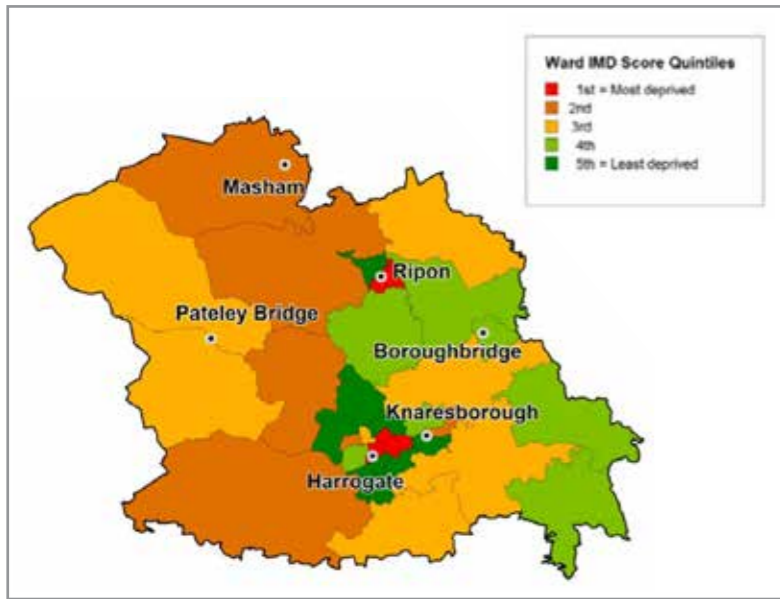 Ward IMD Score Quintiles
1st = Most deprived
2nd
3rd
4th
5th = Least deprived
Masham
Ripon
Pateley Bridge
Boroughbridge
Knaresborough
Harrogate